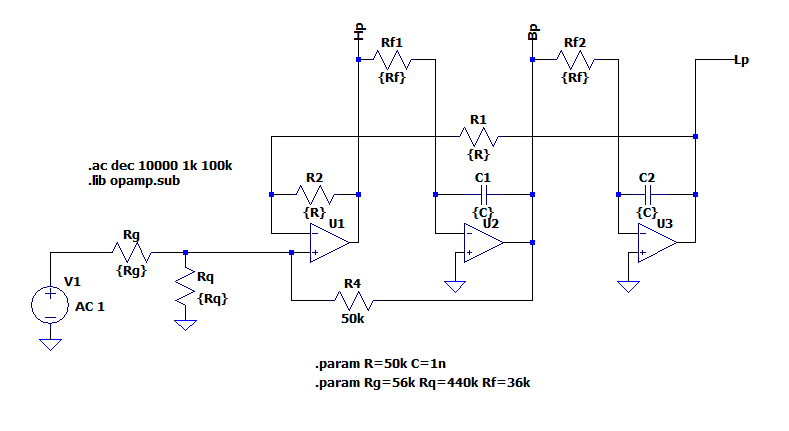 Hp
Bp
Rf1
Rf2
{Rf}
{Rf}
Lp
R1
{R}
.ac dec 10000 1k 100k
.lib opamp.sub
R2
C1
C2
{R}
U1
{C}
U2
{C}
U3
Rg
{Rg}
Rq
{Rq}
V1
AC 1
R4
50k
.param R=50k C=1n
.param Rg=56k Rq=440k Rf=36k